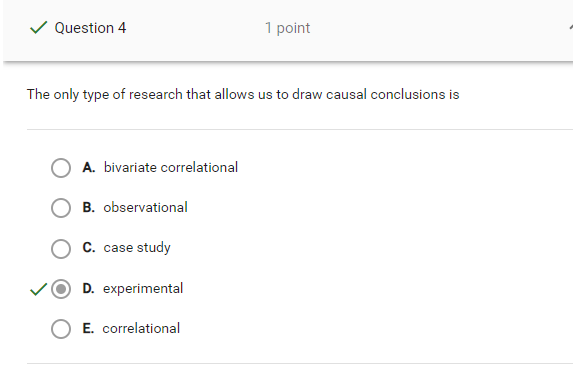 Question 4 1 point
The only type of research that allows us to draw causal conclusions is
A. bivariate correlational
B. observational
C. case study
D. experimental
E. correlational